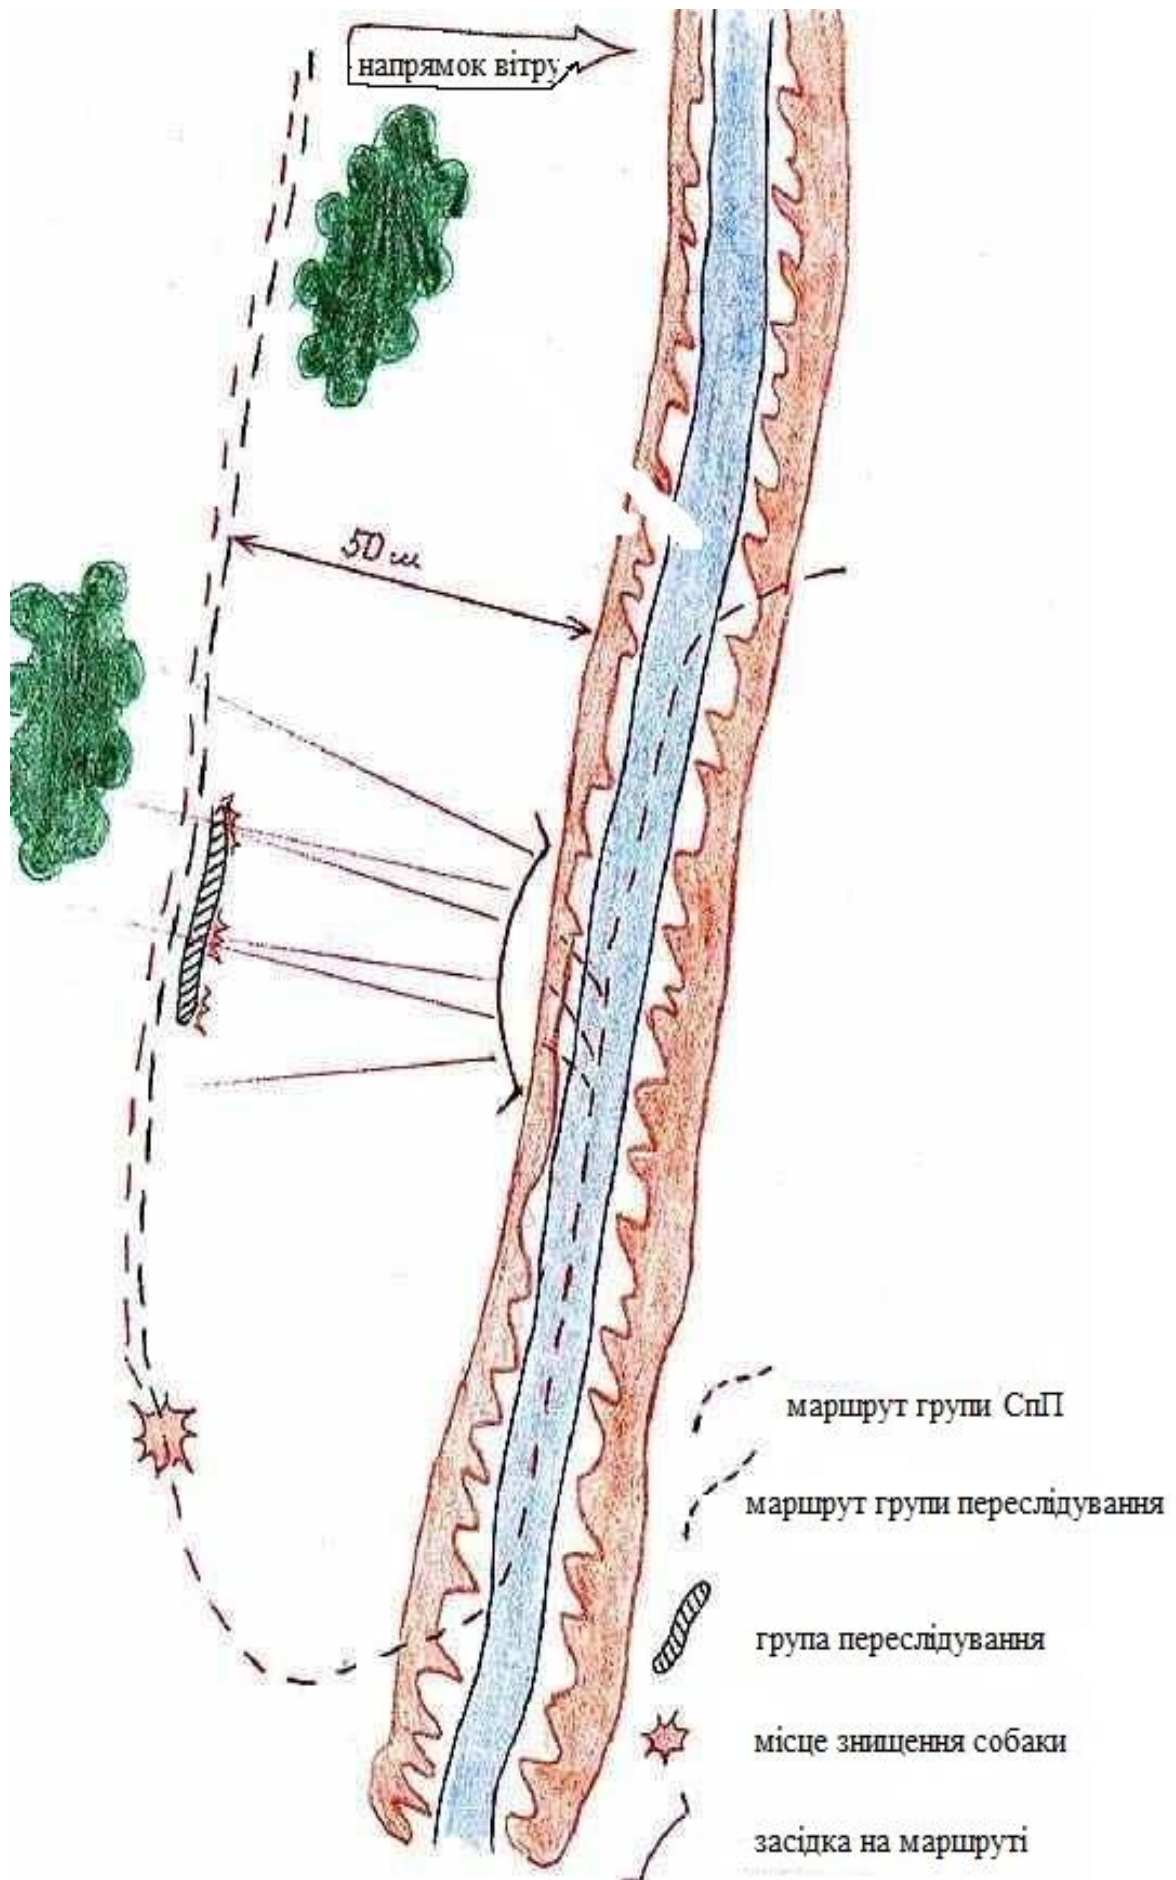 напрямок вітру
50 м
маршрут групи СпП
маршрут групи переслідування
група переслідування
місце знищення собаки
засідка на маршруті